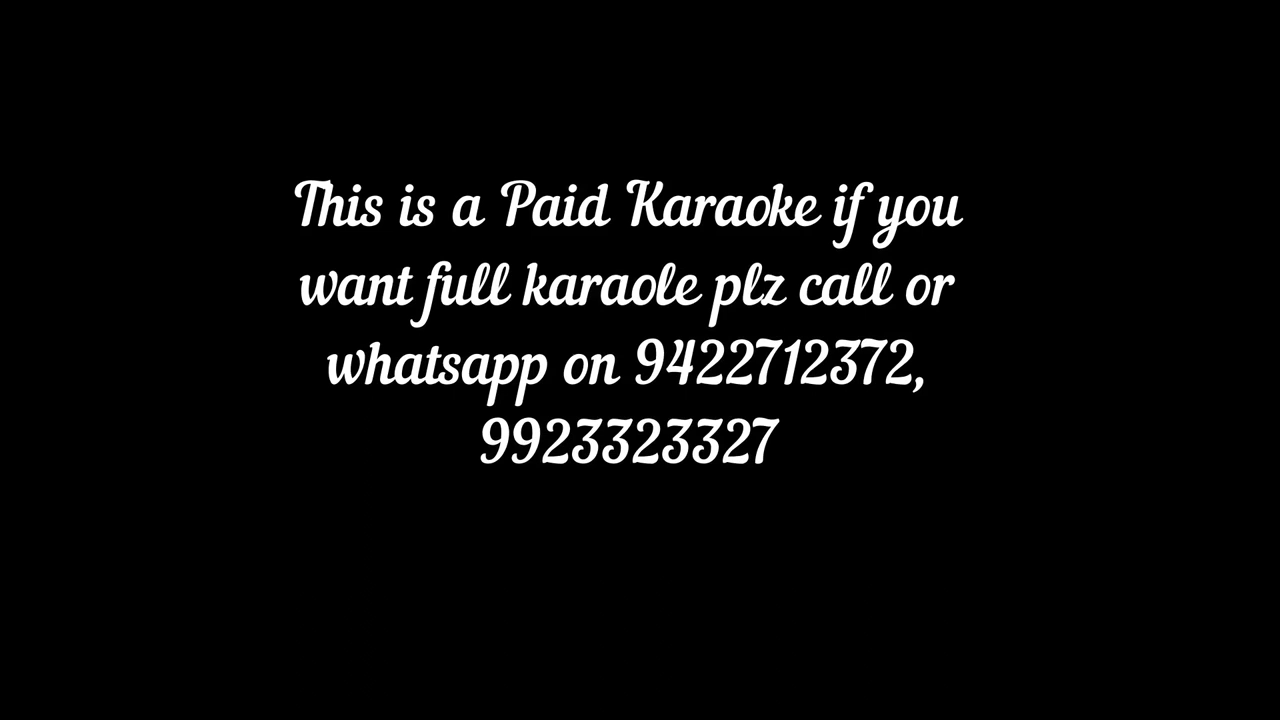 This is a Paid Karaoke if you
want full karaole plz call or
whatsapp on 9422712372,
9923323327